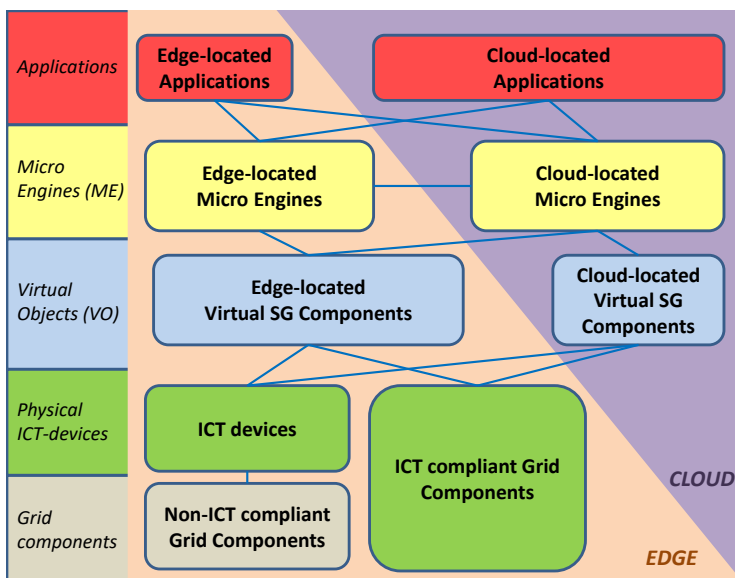 Applications
Edge-located
Applications
Cloud-located
Applications
Micro
Engines (ME)
Edge-located
Micro Engines
Cloud-located
Micro Engines
Virtual
Objects (VO)
Edge-located
Virtual SG Components
Cloud-located
Virtual SG
Components
Physical
ICT-devices
ICT devices
ICT compliant Grid
Components
Grid
components
Non-ICT compliant
Grid Components
CLOUD
EDGE